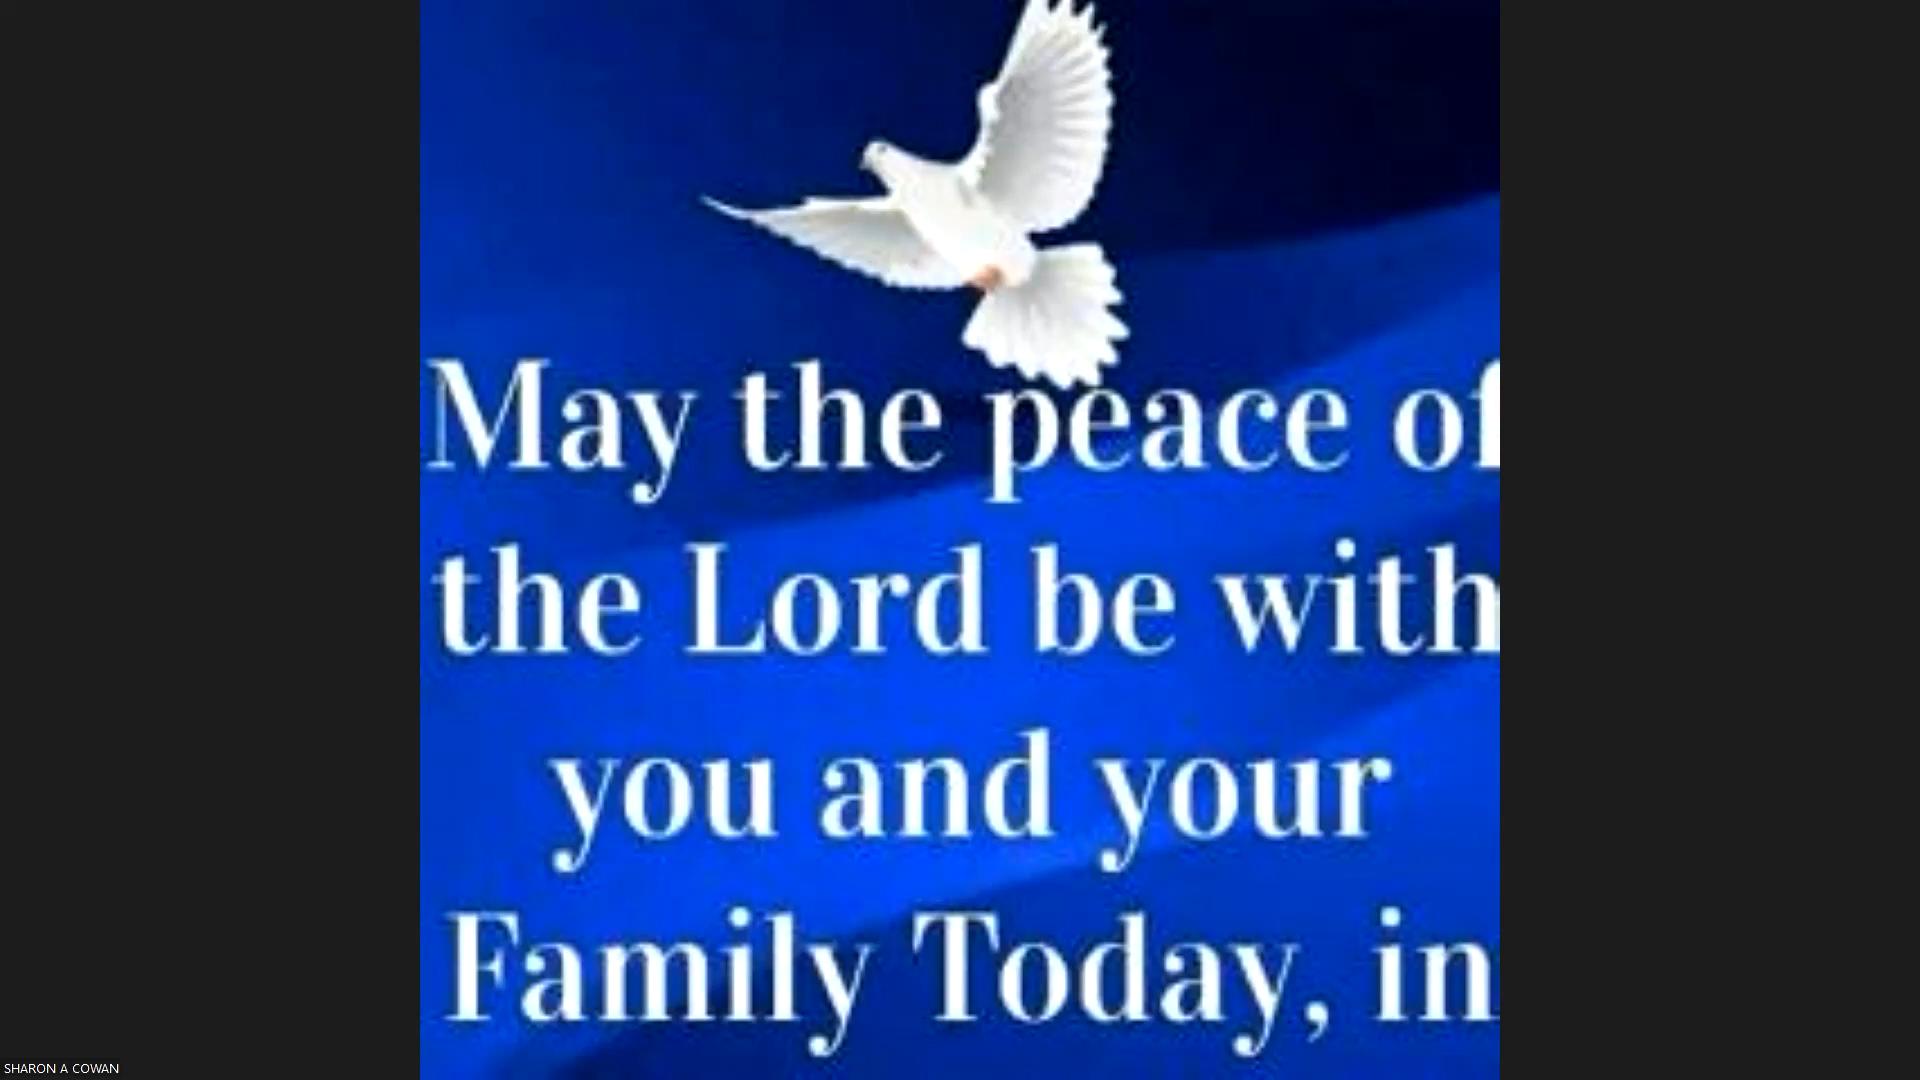 May the peace of
the Lord be with
you and your
Family Today, in
SHARON A COWAN